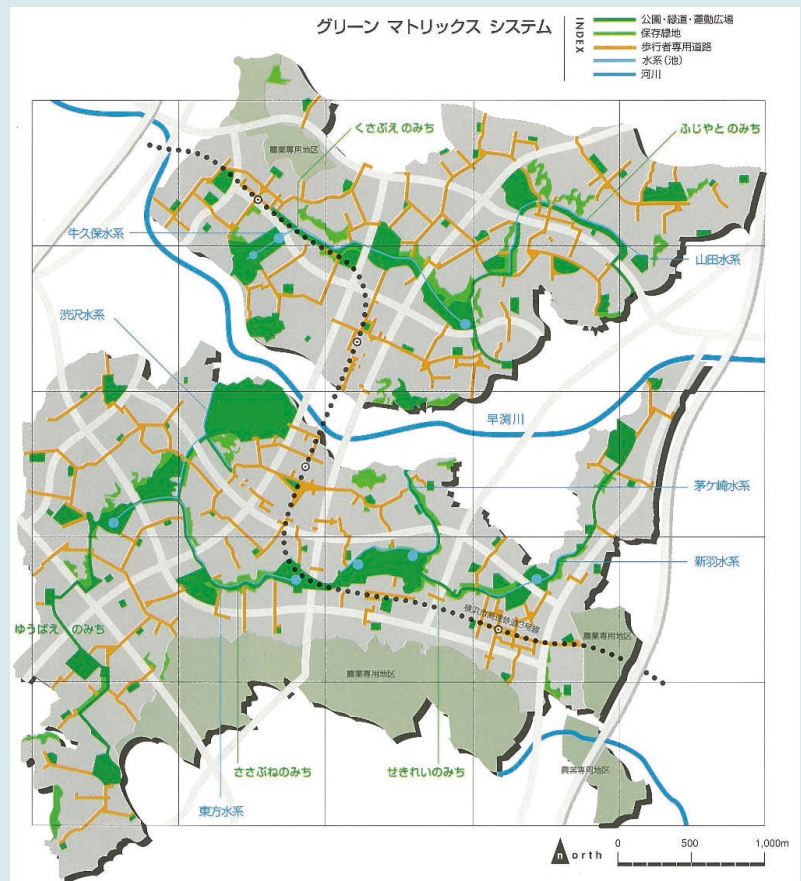 グリーン マトリックス システム
INDEX
公園・緑道・運動広場
保存緑地
歩行者専用道路
水系(池)
河川
くさぶえのみち
ふじやとのみち
農業専用地区
牛久保水系
山田水系
渋沢水系
早渕川
茅ケ崎水系
新羽水系
横浜市高速鉄道3号線
ゆうばえ のみち
農業専用地区
農業専用地区
ささぶねのみち
せきれいのみち
農業専用地区
東方水系
north
0 500 1,000m